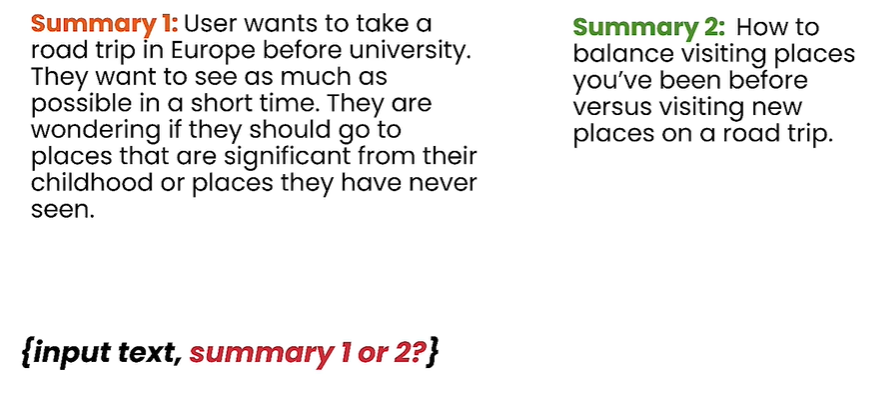 Summary 1: User wants to take a
road trip in Europe before university.
They want to see as much as
possible in a short time. They are
wondering if they should go to
places that are significant from their
childhood or places they have never
seen.
Summary 2: How to
balance visiting places
you’ve been before
versus visiting new
places on a road trip.
{input text, summary 1 or 2?}